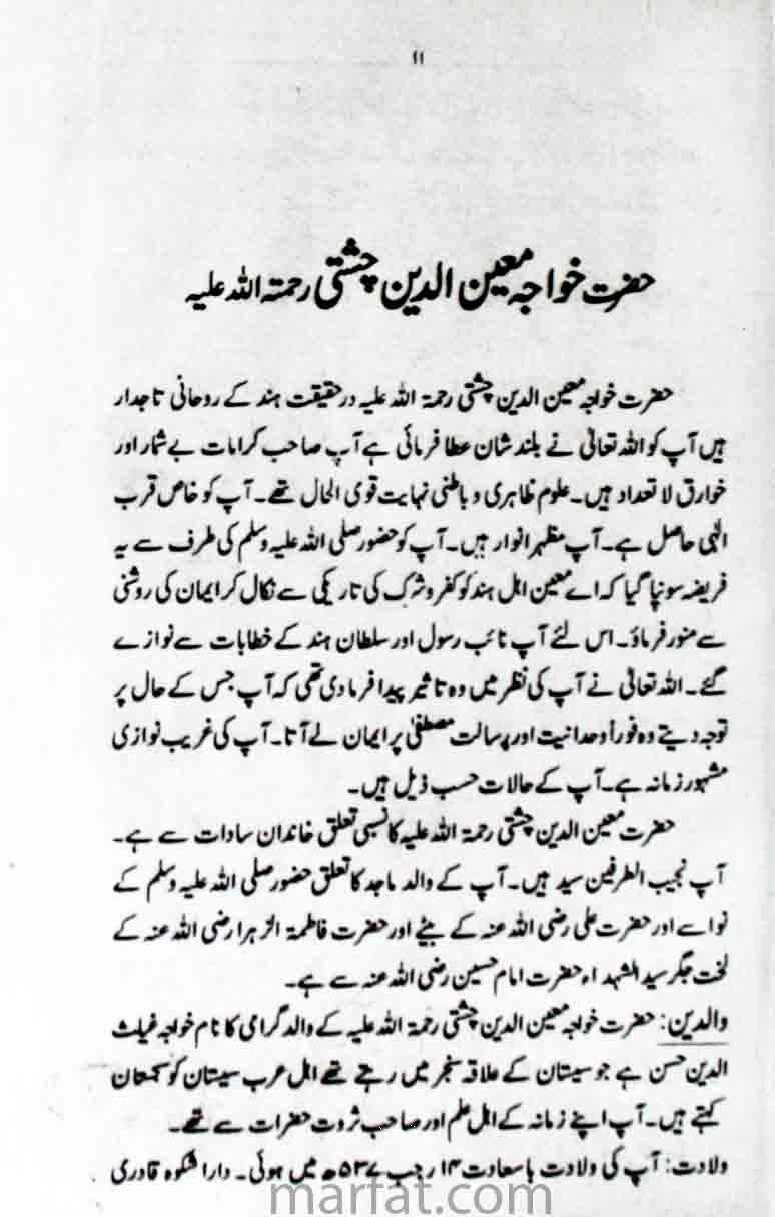 ۱۱
حضرت خواجہ معین الدین چشتی رحمتہ اللہ علیہ
حضرت خواجہ معین الدین چشتی رحمۃ اللہ علیہ درحقیقت ہند کے روحانی تاجدار
ہیں آپ کو اللہ تعالیٰ نے بلند شان عطا فرمائی ہے آپ صاحب کرامات بے شمار اور
خوارق لا تعداد ہیں۔ علوم ظاہری و باطنی نہایت قوی الحال تھے۔ آپ کو خاص قرب
الٰہی حاصل ہے۔ آپ مظہر انوار ہیں۔ آپ کو حضور صلی اللہ علیہ وسلم کی طرف سے یہ
فریضہ سونپا گیا کہ اے معین اہل ہند کو کفر و شرک کی تاریکی سے نکال کر ایمان کی روشنی
سے منور فرماؤ۔ اس لئے آپ نائب رسول اور سلطان ہند کے خطابات سے نوازے
گئے۔ اللہ تعالیٰ نے آپ کی نظر میں وہ تاثیر پیدا فرما دی تھی کہ آپ جس کے حال پر
توجہ دیتے وہ فوراً وحدانیت اور رسالت مصطفیٰ پر ایمان لے آتا۔ آپ کی غریب نوازی
مشہور زمانہ ہے۔ آپ کے حالات حسب ذیل ہیں۔
حضرت معین الدین چشتی رحمۃ اللہ علیہ کا نسبی تعلق خاندان سادات سے ہے۔
آپ نجیب الطرفین سید ہیں۔ آپ کے والد ماجد کا تعلق حضور صلی اللہ علیہ وسلم کے
نواسے اور حضرت علی رضی اللہ عنہ کے بیٹے اور حضرت فاطمۃ الزہرا رضی اللہ عنہ کے
لخت جگر سید الشہداء حضرت امام حسین رضی اللہ عنہ سے ہے۔
والدین: حضرت خواجہ معین الدین چشتی رحمۃ اللہ علیہ کے والد گرامی کا نام خواجہ غیاث
الدین حسن ہے جو سیستان کے علاقہ سنجر میں رہتے تھے اہل عرب سیستان کو
کہتے ہیں۔ آپ اپنے زمانہ کے اہل علم اور صاحب ثروت حضرات سے تھے۔
ولادت: آپ کی ولادت باسعادت ۱۴ رجب ۵۳۷ھ میں ہوئی۔ دارا شکوہ قادری
marfat.com